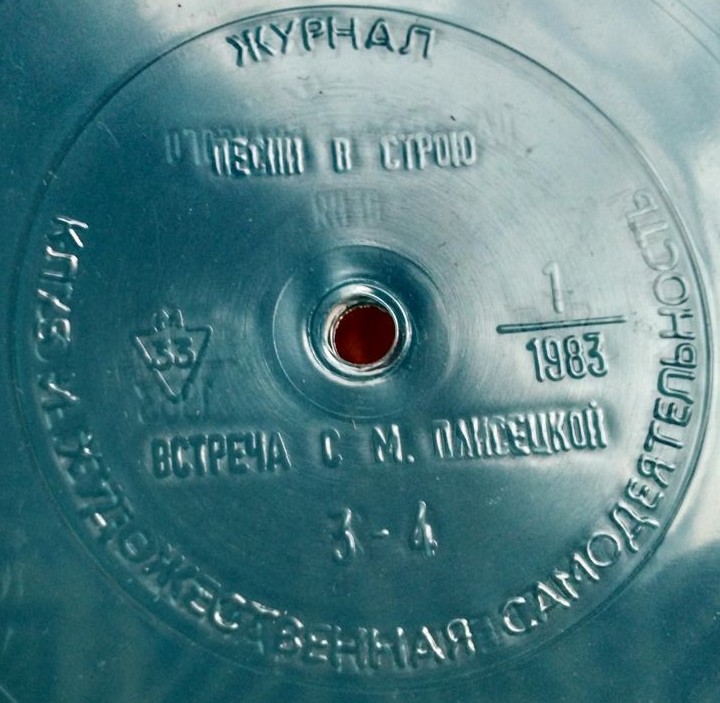 ЖУРНАЛ
КЛУБ И ХУДОЖЕСТВЕННАЯ САМОДЕЯТЕЛЬНОСТЬ
ПЕСНИ В СТРОЮ
33
1
1983
ВСТРЕЧА С М. ПЛИСЕЦКОЙ
3-4